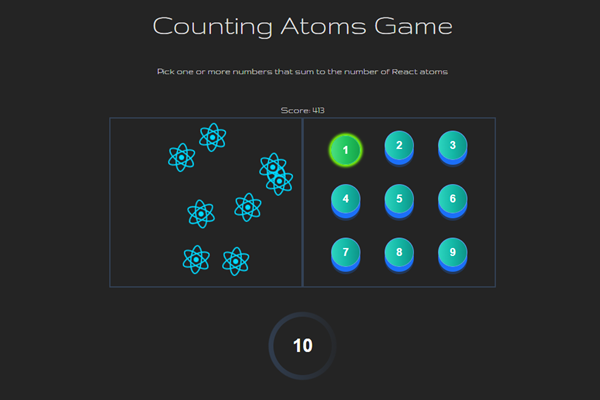 Counting Atoms Game
Pick one or more numbers that sum to the number of React atoms
Score: 413
1 2 3
4 5 6
7 8 9
10